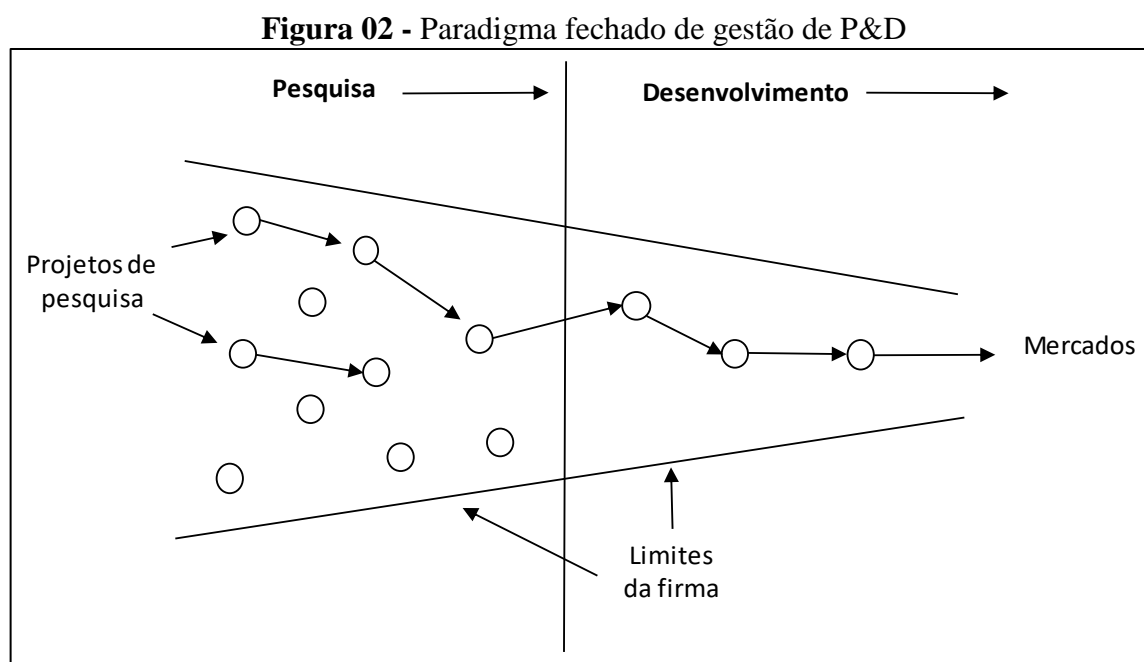 Figura 02 - Paradigma fechado de gestão de P&D
Pesquisa
Desenvolvimento
Projetos de
pesquisa
Mercados
Limites
da firma